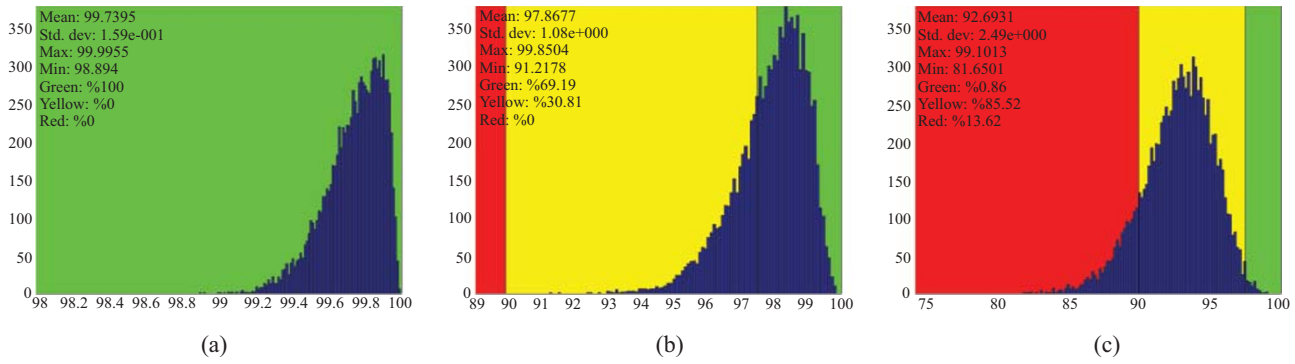 350
300
250
200
150
100
50
0
Mean: 99.7395
Std. dev: 1.59e-001
Max: 99.9955
Min: 98.894
Green: %100
Yellow: %0
Red: %0
98 98.2 98.4 98.6 98.8 99 99.2 99.4 99.6 99.8 100
(a)
350
300
250
200
150
100
50
0
Mean: 97.8677
Std. dev: 1.08e+000
Max: 99.8504
Min: 91.2178
Green: %69.19
Yellow: %30.81
Red: %0
89 90 91 92 93 94 95 96 97 98 99 100
(b)
350
300
250
200
150
100
50
0
Mean: 92.6931
Std. dev: 2.49e+000
Max: 99.1013
Min: 81.6501
Green: %0.86
Yellow: %85.52
Red: %13.62
75 80 85 90 95 100
(c)